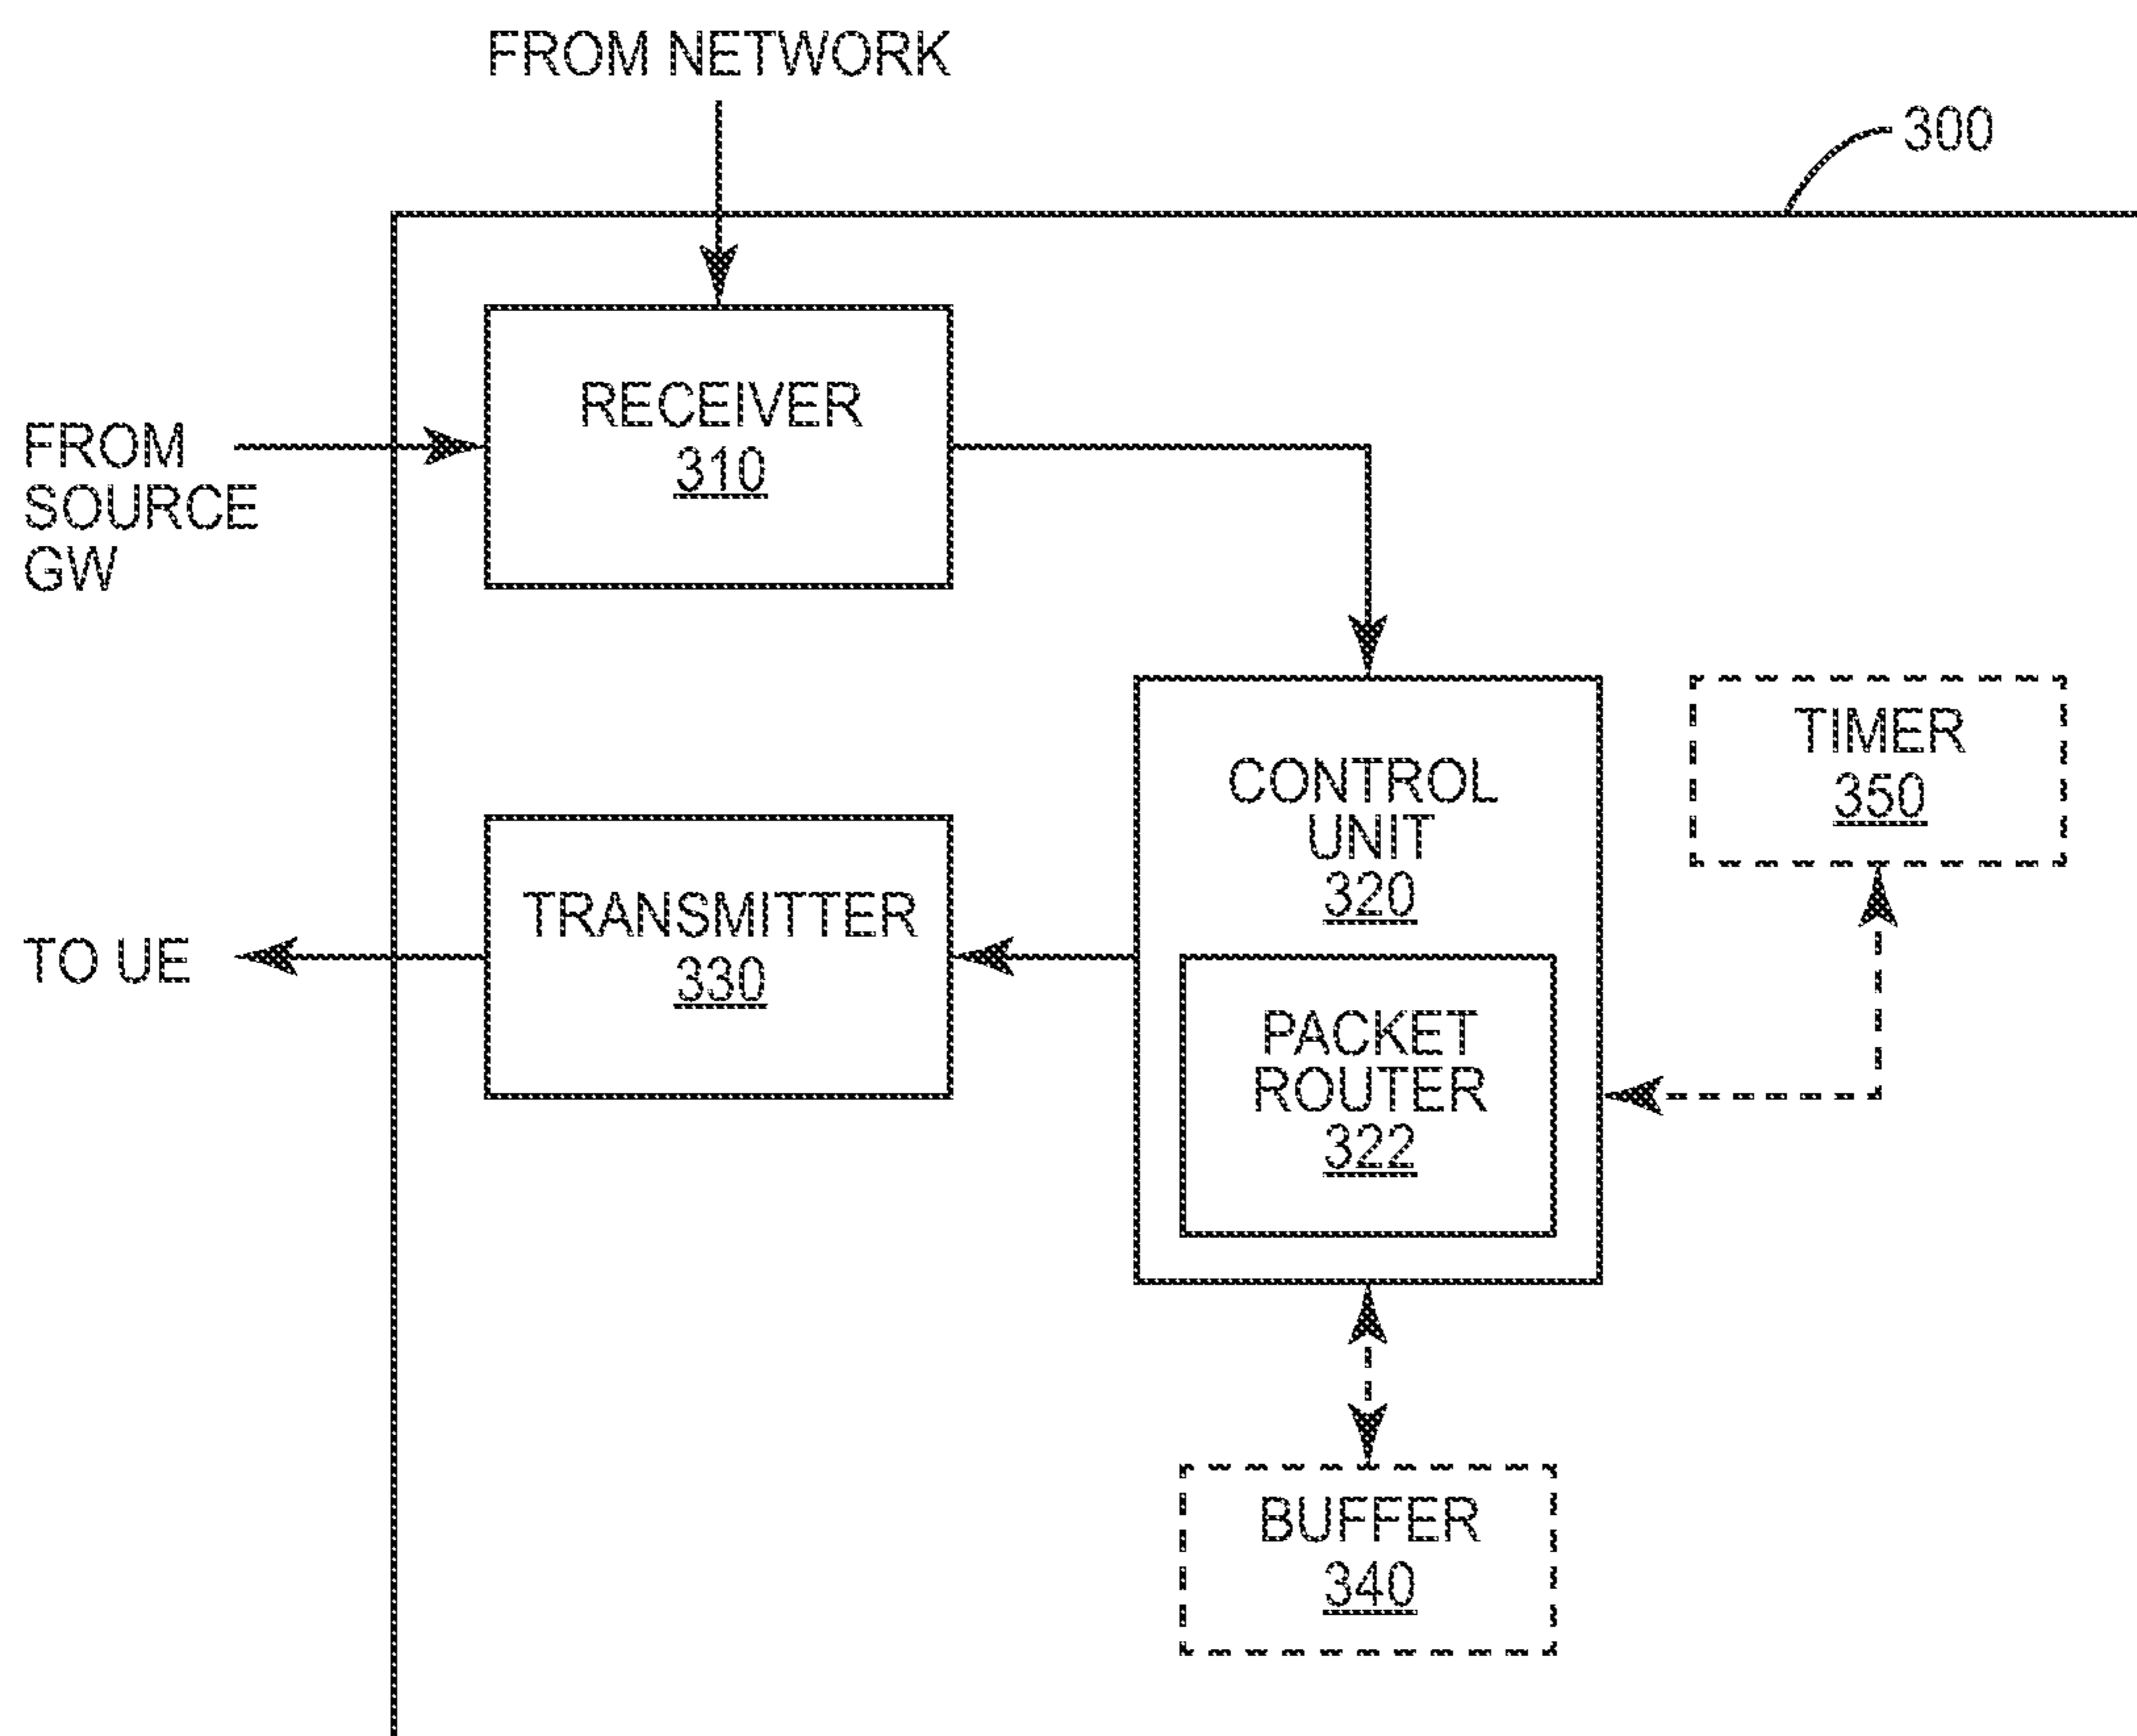 FROM NETWORK
300
RECEIVER
310
FROM
SOURCE
GW
TIMER
350
CONTROL
UNIT
320
TRANSMITTER
330
TO UE
PACKET
ROUTER
322
BUFFER
340